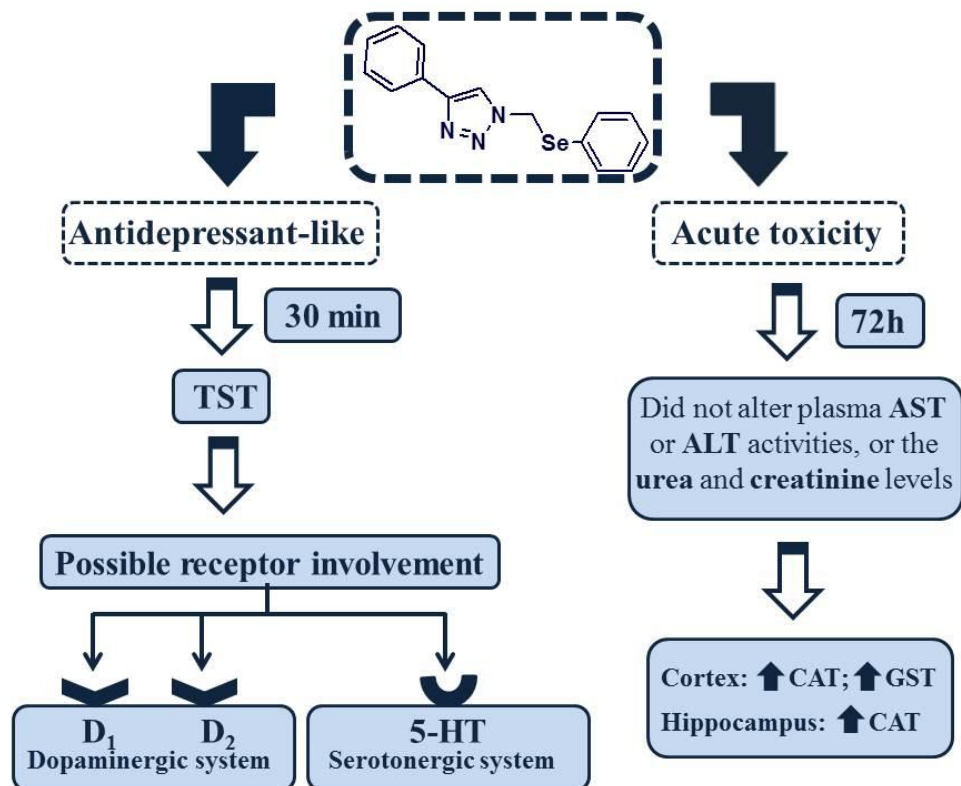 N
N
N
Se
Antidepressant-like
30 min
TST
Possible receptor involvement
D₁ D₂
Dopaminergic system
5-HT
Serotonergic system
Acute toxicity
72h
Did not alter plasma AST
or ALT activities, or the
urea and creatinine levels
Cortex: ⬆CAT; ⬆GST
Hippocampus: ⬆CAT